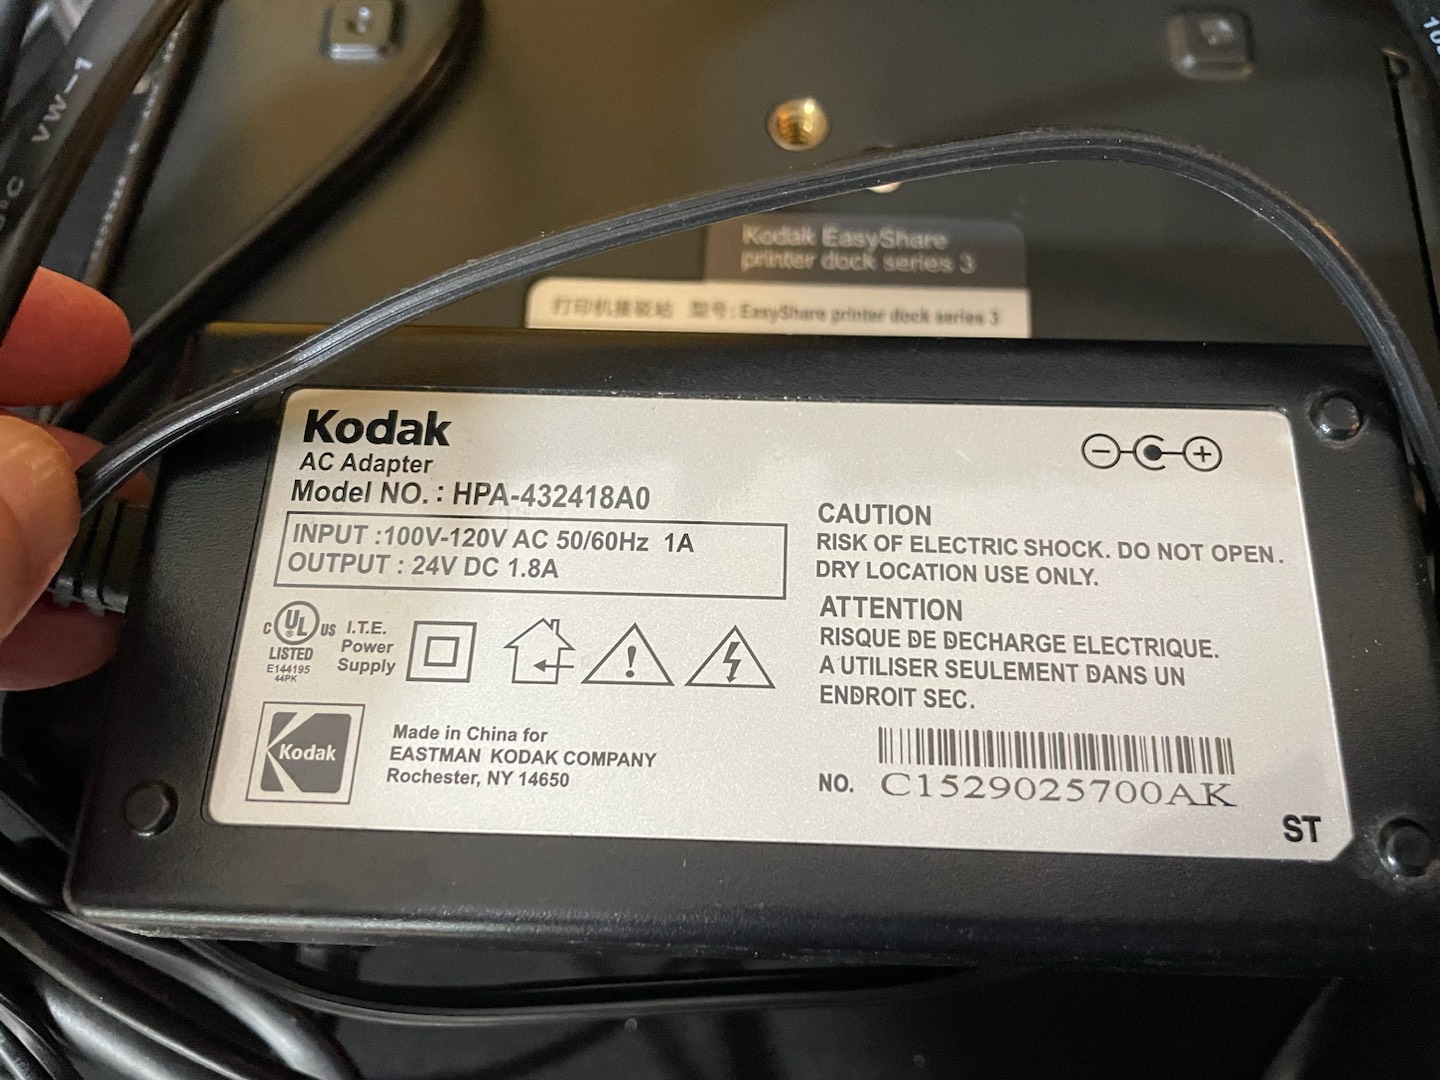 VW-1
°C
Kodak EasyShare
printer dock series 3
打印机接驳站 型号: EasyShare printer dock series 3
Kodak
AC Adapter
Model NO. : HPA-432418A0
INPUT :100V-120V AC 50/60Hz 1A
OUTPUT : 24V DC 1.8A
C UL US
®
LISTED
E144195
44PK
I.T.E.
Power
Supply
Kodak
Made in China for
EASTMAN KODAK COMPANY
Rochester, NY 14650
CAUTION
RISK OF ELECTRIC SHOCK. DO NOT OPEN.
DRY LOCATION USE ONLY.
ATTENTION
RISQUE DE DECHARGE ELECTRIQUE.
A UTILISER SEULEMENT DANS UN
ENDROIT SEC.
NO. C1529025700AK
ST